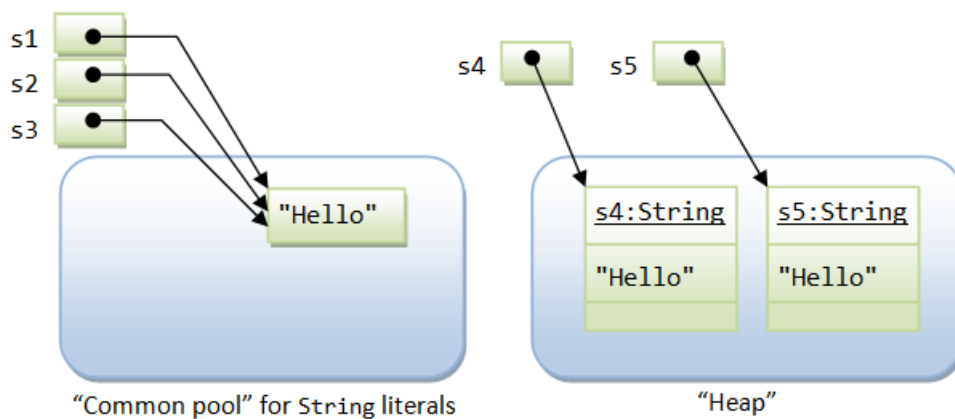 s1
s2
s3
"Hello"
“Common pool” for String literals
s4
s5
s4:String
"Hello"
s5:String
"Hello"
“Heap”